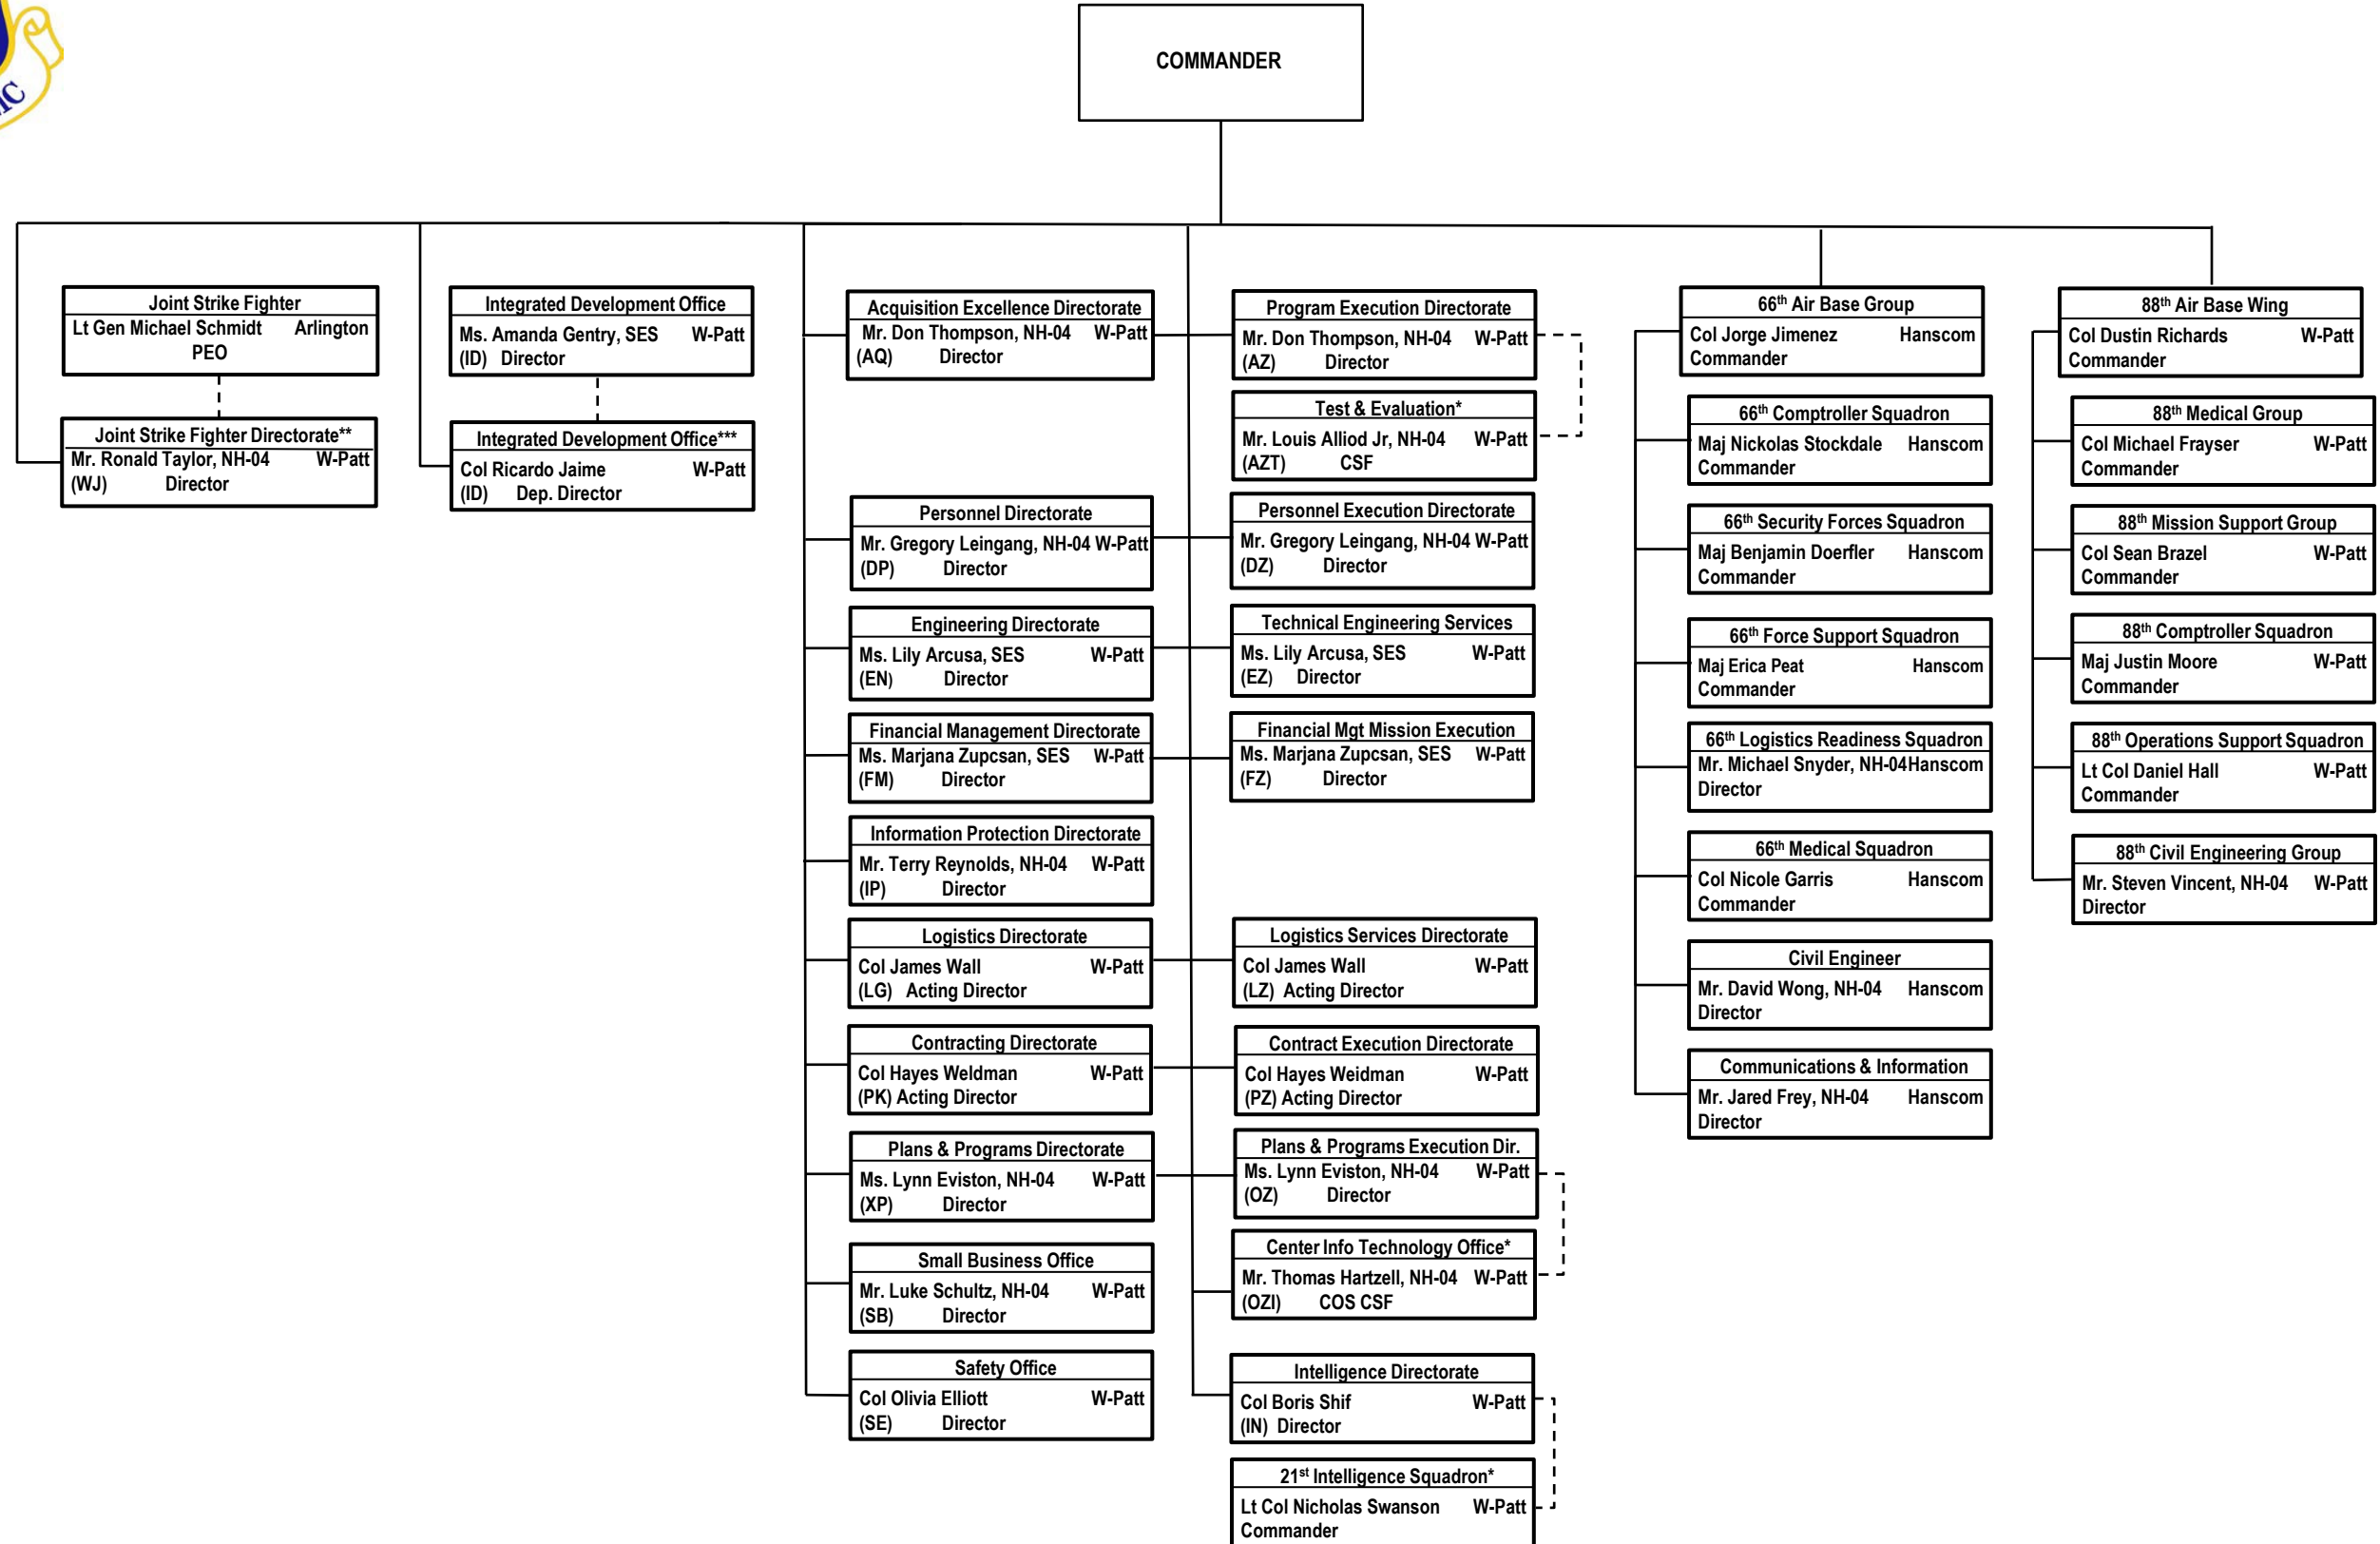 MC
COMMANDER
Joint Strike Fighter
Lt Gen Michael Schmidt Arlington
PEO
Joint Strike Fighter Directorate**
Mr. Ronald Taylor, NH-04 W-Patt
(WJ) Director
Integrated Development Office
Ms. Amanda Gentry, SES W-Patt
(ID) Director
Integrated Development Office***
Col Ricardo Jaime W-Patt
(ID) Dep. Director
Acquisition Excellence Directorate
Mr. Don Thompson, NH-04 W-Patt
(AQ) Director
Personnel Directorate
Mr. Gregory Leingang, NH-04 W-Patt
(DP) Director
Engineering Directorate
Ms. Lily Arcusa, SES W-Patt
(EN) Director
Financial Management Directorate
Ms. Marjana Zupcsan, SES W-Patt
(FM) Director
Information Protection Directorate
Mr. Terry Reynolds, NH-04 W-Patt
(IP) Director
Logistics Directorate
Col James Wall W-Patt
(LG) Acting Director
Contracting Directorate
Col Hayes Weldman W-Patt
(PK) Acting Director
Plans & Programs Directorate
Ms. Lynn Eviston, NH-04 W-Patt
(XP) Director
Small Business Office
Mr. Luke Schultz, NH-04 W-Patt
(SB) Director
Safety Office
Col Olivia Elliott W-Patt
(SE) Director
Program Execution Directorate
Mr. Don Thompson, NH-04 W-Patt
(AZ) Director
Test & Evaluation*
Mr. Louis Alliod Jr, NH-04 W-Patt
(AZT) CSF
Personnel Execution Directorate
Mr. Gregory Leingang, NH-04 W-Patt
(DZ) Director
Technical Engineering Services
Ms. Lily Arcusa, SES W-Patt
(EZ) Director
Financial Mgt Mission Execution
Ms. Marjana Zupcsan, SES W-Patt
(FZ) Director
Logistics Services Directorate
Col James Wall W-Patt
(LZ) Acting Director
Contract Execution Directorate
Col Hayes Weidman W-Patt
(PZ) Acting Director
Plans & Programs Execution Dir.
Ms. Lynn Eviston, NH-04 W-Patt
(OZ) Director
Center Info Technology Office*
Mr. Thomas Hartzell, NH-04 W-Patt
(OZI) COS CSF
Intelligence Directorate
Col Boris Shif W-Patt
(IN) Director
21st Intelligence Squadron*
Lt Col Nicholas Swanson W-Patt
Commander
66th Air Base Group
Col Jorge Jimenez Hanscom
Commander
66th Comptroller Squadron
Maj Nickolas Stockdale Hanscom
Commander
66th Security Forces Squadron
Maj Benjamin Doerfler Hanscom
Commander
66th Force Support Squadron
Maj Erica Peat Hanscom
Commander
66th Logistics Readiness Squadron
Mr. Michael Snyder, NH-04Hanscom
Director
66th Medical Squadron
Col Nicole Garris Hanscom
Commander
Civil Engineer
Mr. David Wong, NH-04 Hanscom
Director
Communications & Information
Mr. Jared Frey, NH-04 Hanscom
Director
88th Air Base Wing
Col Dustin Richards W-Patt
Commander
88th Medical Group
Col Michael Frayser W-Patt
Commander
88th Mission Support Group
Col Sean Brazel W-Patt
Commander
88th Comptroller Squadron
Maj Justin Moore W-Patt
Commander
88th Operations Support Squadron
Lt Col Daniel Hall W-Patt
Commander
88th Civil Engineering Group
Mr. Steven Vincent, NH-04 W-Patt
Director